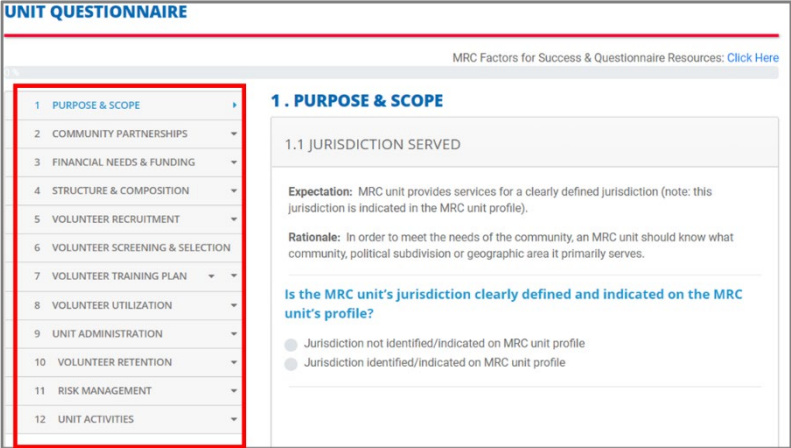 UNIT QUESTIONNAIRE
MRC Factors for Success & Questionnaire Resources: Click Here
0 %
1 PURPOSE & SCOPE
2 COMMUNITY PARTNERSHIPS
3 FINANCIAL NEEDS & FUNDING
4 STRUCTURE & COMPOSITION
5 VOLUNTEER RECRUITMENT
6 VOLUNTEER SCREENING & SELECTION
7 VOLUNTEER TRAINING PLAN
8 VOLUNTEER UTILIZATION
9 UNIT ADMINISTRATION
10 VOLUNTEER RETENTION
11 RISK MANAGEMENT
12 UNIT ACTIVITIES
1 . PURPOSE & SCOPE
1.1 JURISDICTION SERVED
Expectation: MRC unit provides services for a clearly defined jurisdiction (note: this
jurisdiction is indicated in the MRC unit profile).
Rationale: In order to meet the needs of the community, an MRC unit should know what
community, political subdivision or geographic area it primarily serves.
Is the MRC unit's jurisdiction clearly defined and indicated on the MRC
unit's profile?
Jurisdiction not identified/indicated on MRC unit profile
Jurisdiction identified/indicated on MRC unit profile